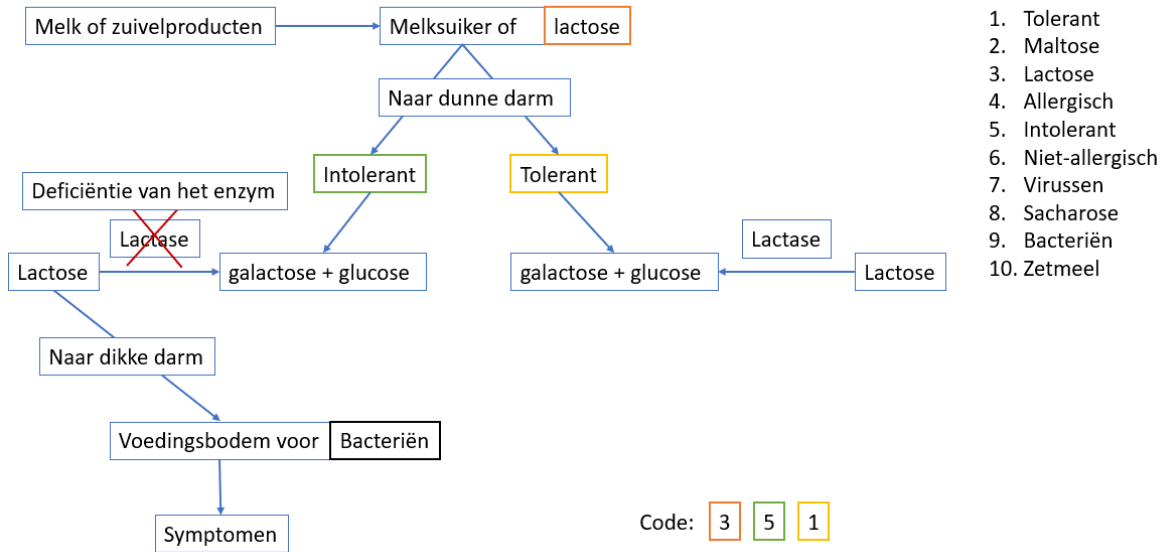 Melk of zuivelproducten
Melksuiker of lactose
Naar dunne darm
Intolerant
Tolerant
Deficiëntie van het enzym
Lactase
Lactase
Lactose
galactose + glucose
galactose + glucose
Lactose
Naar dikke darm
Voedingsbodem voor Bacteriën
Symptomen
Code: 3 5 1
1. Tolerant
2. Maltose
3. Lactose
4. Allergisch
5. Intolerant
6. Niet-allergisch
7. Virussen
8. Sacharose
9. Bacteriën
10. Zetmeel